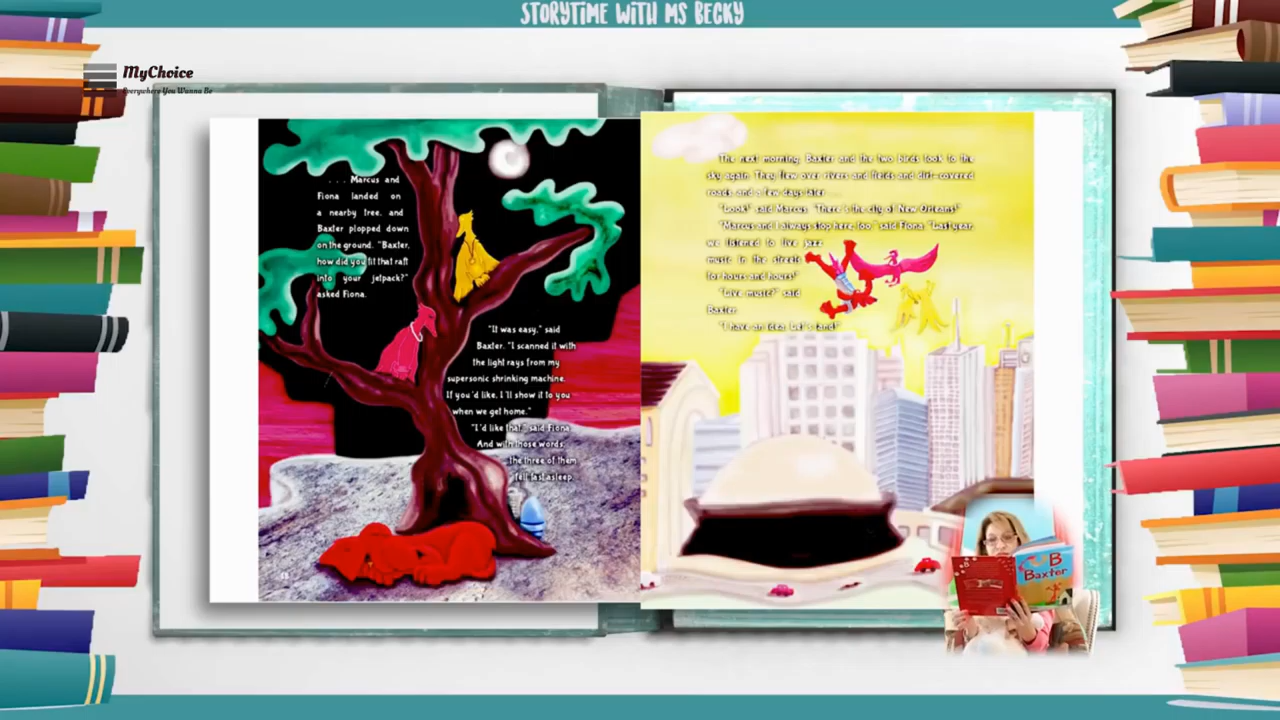 STORYTIME WITH MS BECKY
MyChoice
Everywhere You Wanna Be
. . . Marcus and
Fiona landed on
a nearby tree, and
Baxter plopped down
on the ground. "Baxter,
how did you fit that raft
into your jetpack?"
asked Fiona.
"It was easy," said
Baxter. "I scanned it with
the light rays from my
supersonic shrinking machine.
If you'd like, I'll show it to you
when we get home."
"I'd like that," said Fiona.
And with those words,
the three of them
fell fast asleep.
The next morning, Baxter and the two birds took to the
sky again. They flew over rivers and fields and dirt-covered
roads, and a few days later . . .
"Look!" said Marcus. "There's the city of New Orleans!"
"Marcus and I always stop here, too," said Fiona. "Last year,
we listened to live jazz
music in the streets
for hours and hours!"
"Live music?" said
Baxter.
"I have an idea. Let's land!"
B
Baxter